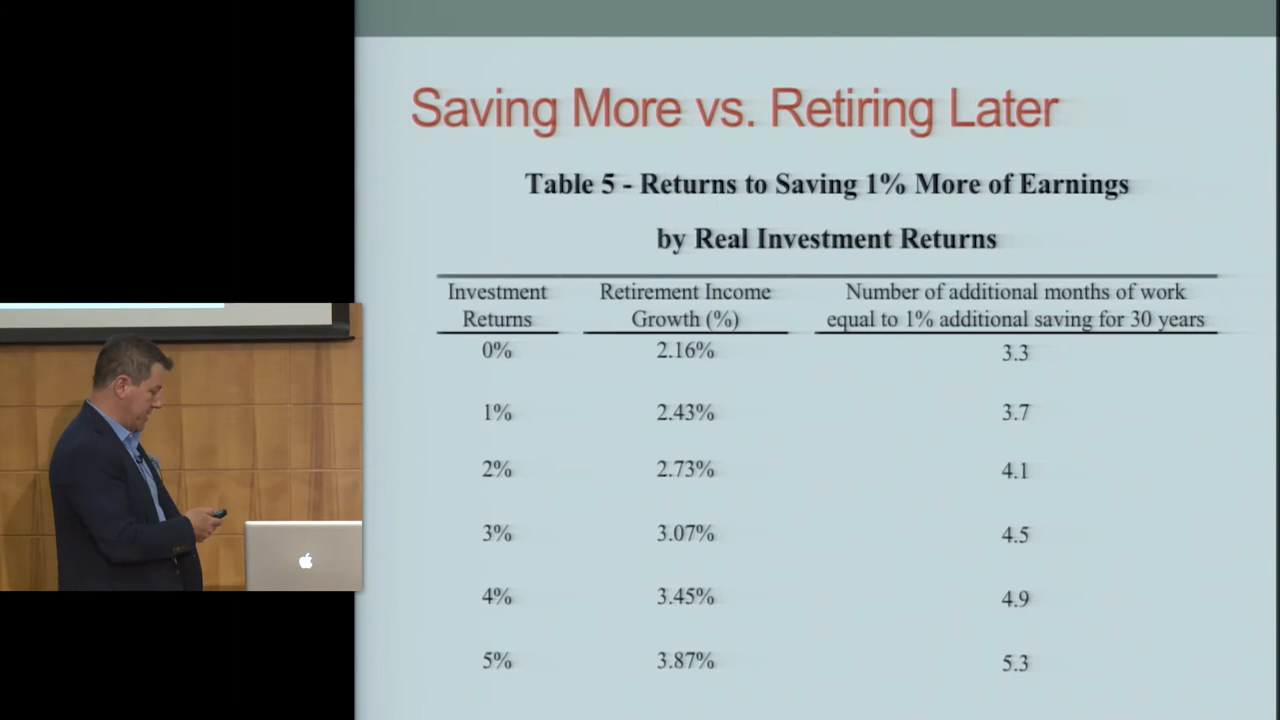 Saving More vs. Retiring Later
Table 5 - Returns to Saving 1% More of Earnings
by Real Investment Returns
Investment Returns Retirement Income Growth (%) Number of additional months of work equal to 1% additional saving for 30 years
0% 2.16% 3.3
1% 2.43% 3.7
2% 2.73% 4.1
3% 3.07% 4.5
4% 3.45% 4.9
5% 3.87% 5.3